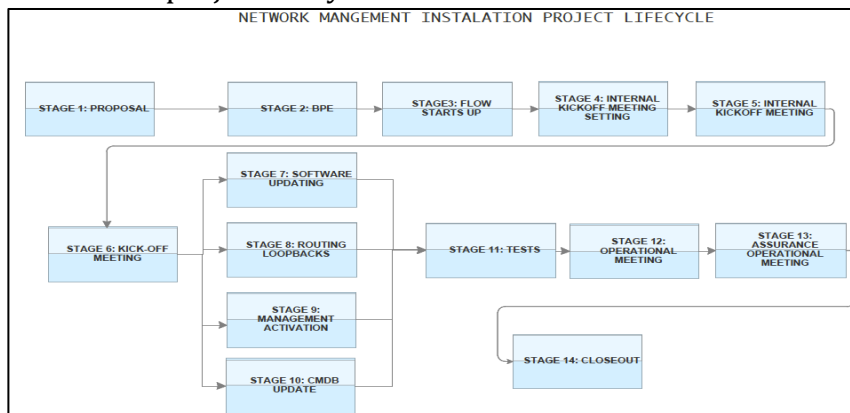 NETWORK MANGEMENT INSTALATION PROJECT LIFECYCLE
STAGE 1: PROPOSAL
STAGE 2: BPE
STAGE3: FLOW
STARTS UP
STAGE 4: INTERNAL
KICKOFF MEETING
SETTING
STAGE 5: INTERNAL
KICKOFF MEETING
STAGE 6: KICK-OFF
MEETING
STAGE 7: SOFTWARE
UPDATING
STAGE 8: ROUTING
LOOPBACKS
STAGE 9:
MANAGEMENT
ACTIVATION
STAGE 10: CMDB
UPDATE
STAGE 11: TESTS
STAGE 12:
OPERATIONAL
MEETING
STAGE 13:
ASSURANCE
OPERATIONAL
MEETING
STAGE 14: CLOSEOUT